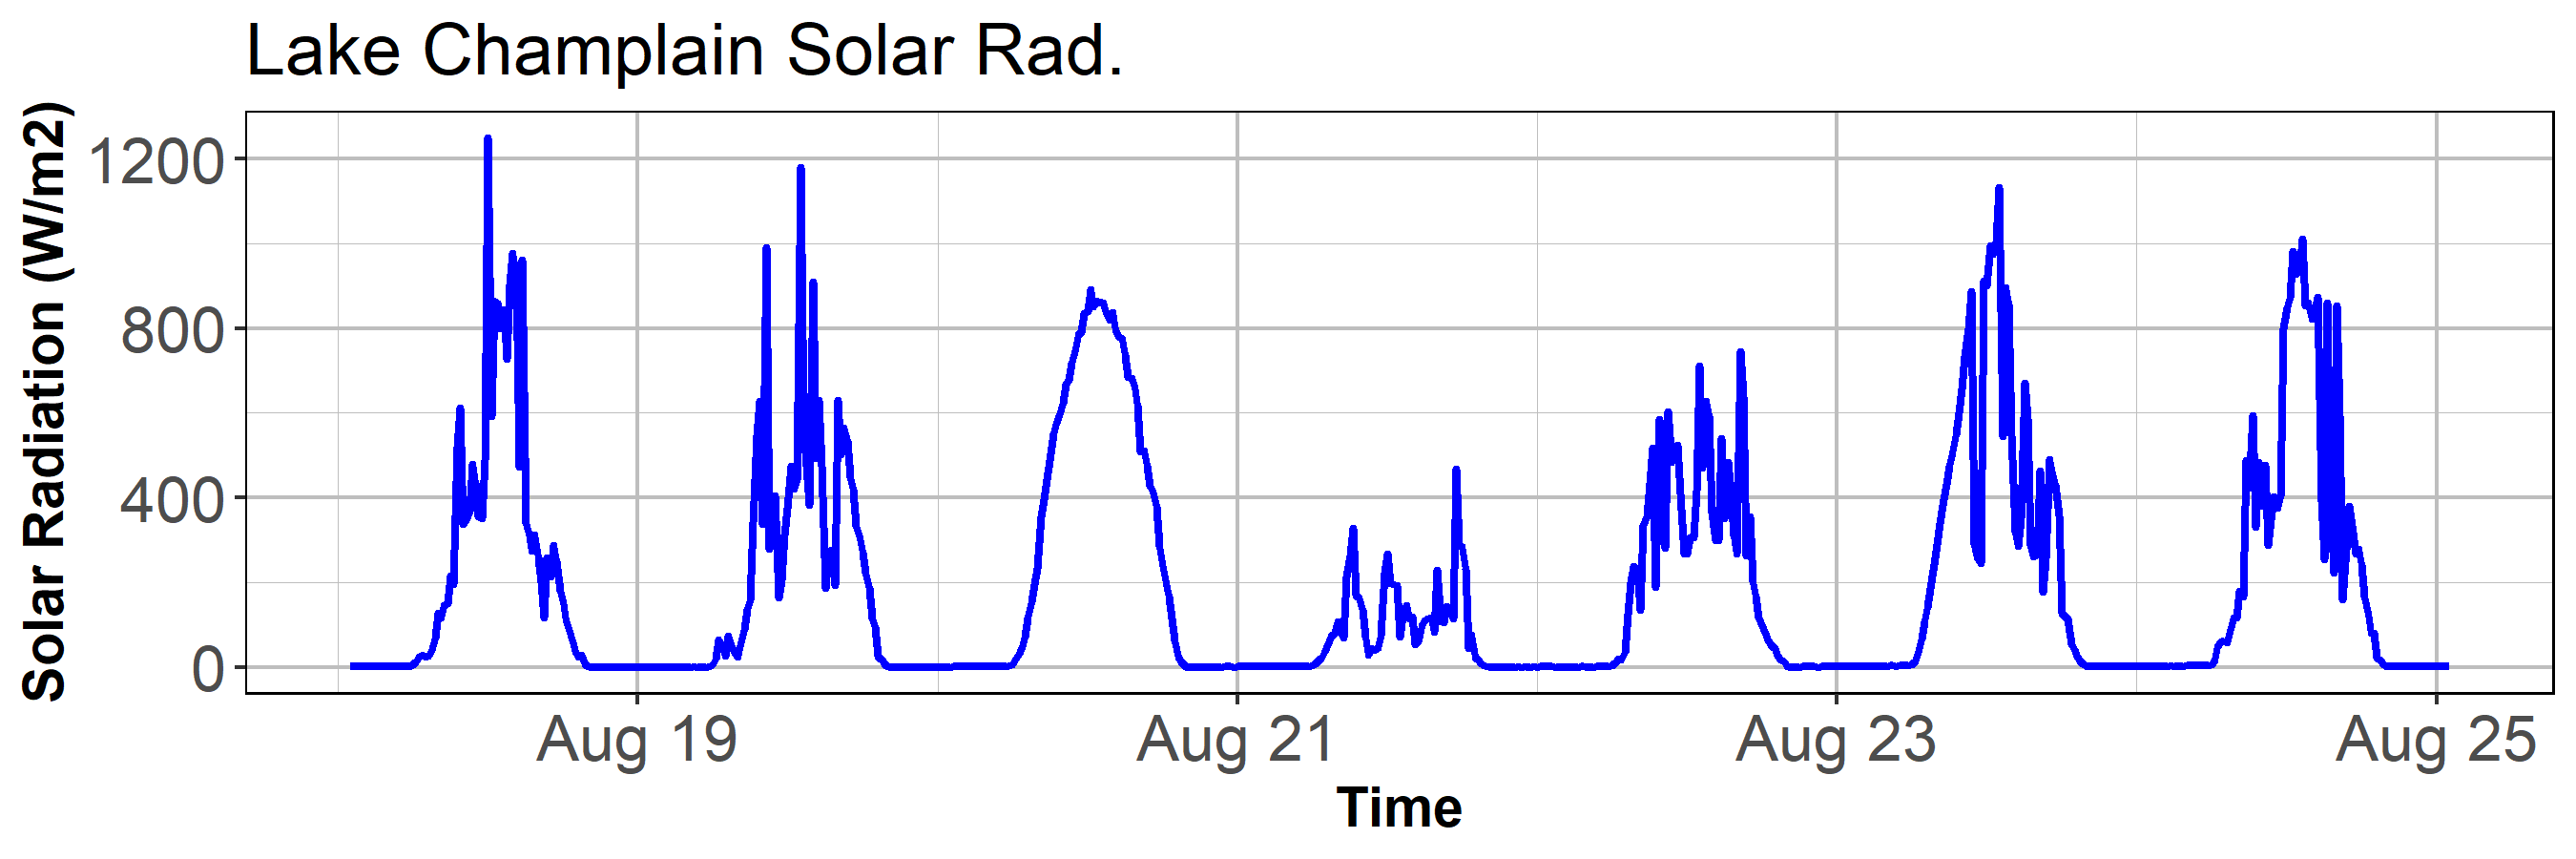 Lake Champlain Solar Rad.
Solar Radiation (W/m2)
1200
800
400
0
Aug 19 Aug 21 Aug 23 Aug 25
Time